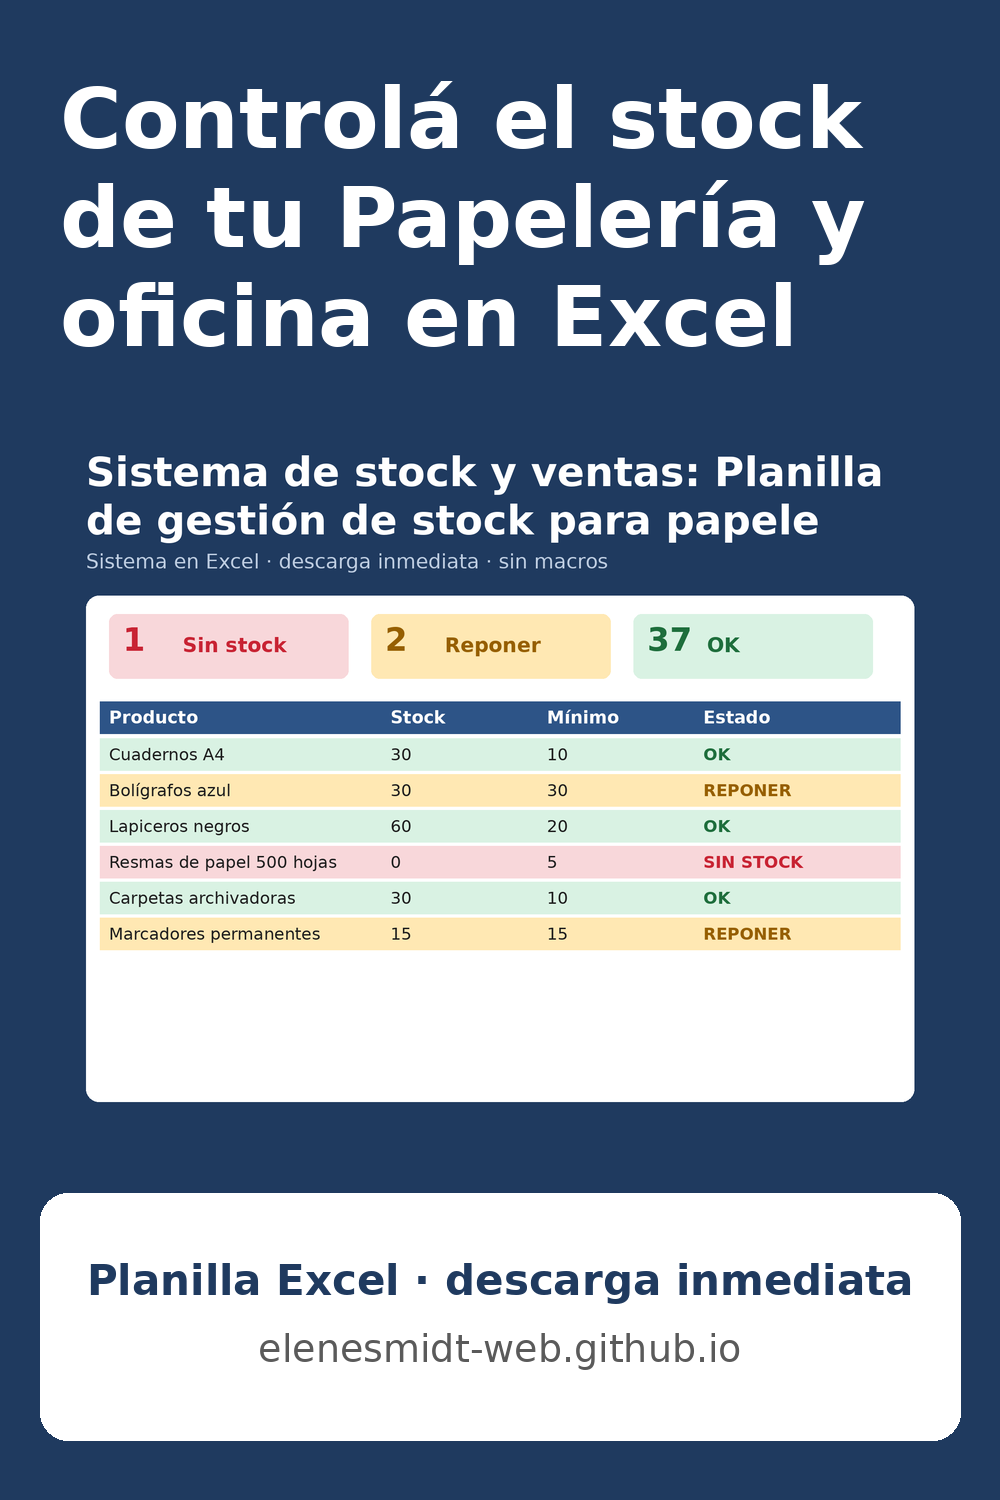 Controlá el stock
de tu Papelería y
oficina en Excel
Sistema de stock y ventas: Planilla
de gestión de stock para papele
Sistema en Excel · descarga inmediata · sin macros
1 Sin stock 2 Reponer 37 OK
Producto Stock Mínimo Estado
Cuadernos A4 30 10 OK
Bolígrafos azul 30 30 REPONER
Lapiceros negros 60 20 OK
Resmas de papel 500 hojas 0 5 SIN STOCK
Carpetas archivadoras 30 10 OK
Marcadores permanentes 15 15 REPONER
Planilla Excel · descarga inmediata
elenesmidt-web.github.io